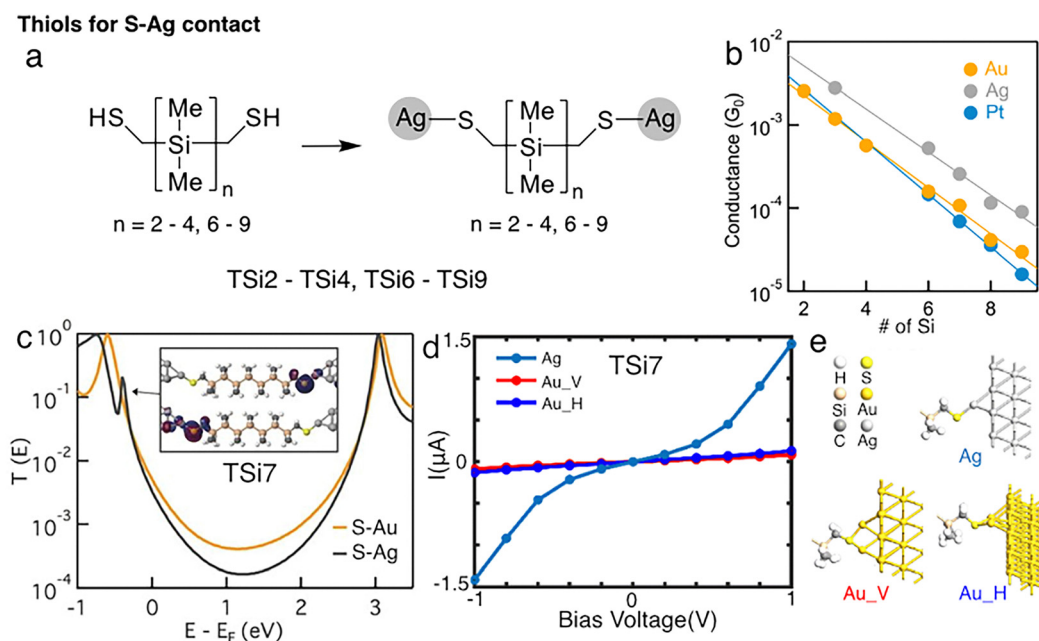 Thiols for S-Ag contact
a
HS
Me
Si
Me
n
SH
n = 2 - 4, 6 - 9
Ag
S
Me
Si
Me
n
S
Ag
n = 2 - 4, 6 - 9
TSi2 - TSi4, TSi6 - TSi9
b
Conductance (G0)
10-2
10-3
10-4
10-5
Au
Ag
Pt
2
4
6
8
# of Si
c
T (E)
100
10-1
10-2
10-3
10-4
TSi7
S-Au
S-Ag
-1
0
1
2
3
E - EF (eV)
d
I(μA)
1.5
0
-1.5
Ag
Au_V
Au_H
TSi7
-1
0
1
Bias Voltage(V)
e
H
S
Si
Au
C
Ag
Ag
Au_V
Au_H